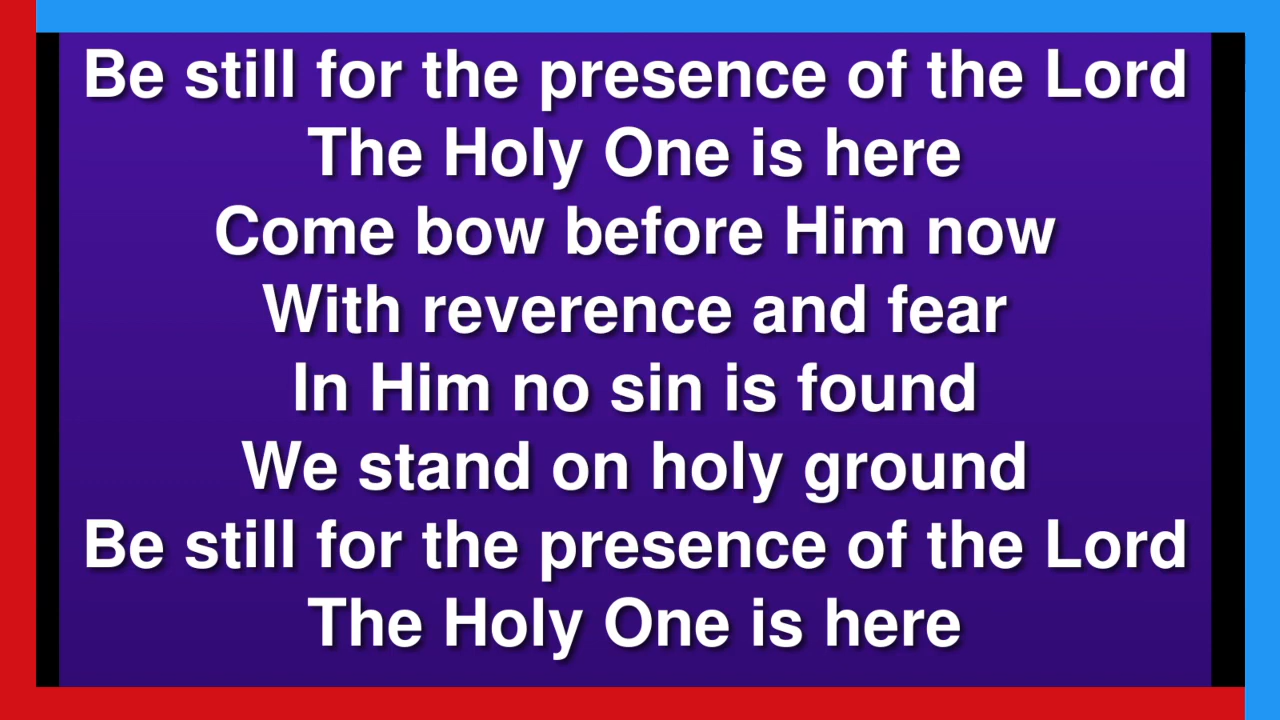 Be still for the presence of the Lord
The Holy One is here
Come bow before Him now
With reverence and fear
In Him no sin is found
We stand on holy ground
Be still for the presence of the Lord
The Holy One is here